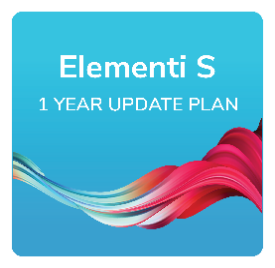 Elementi S
1 YEAR UPDATE PLAN